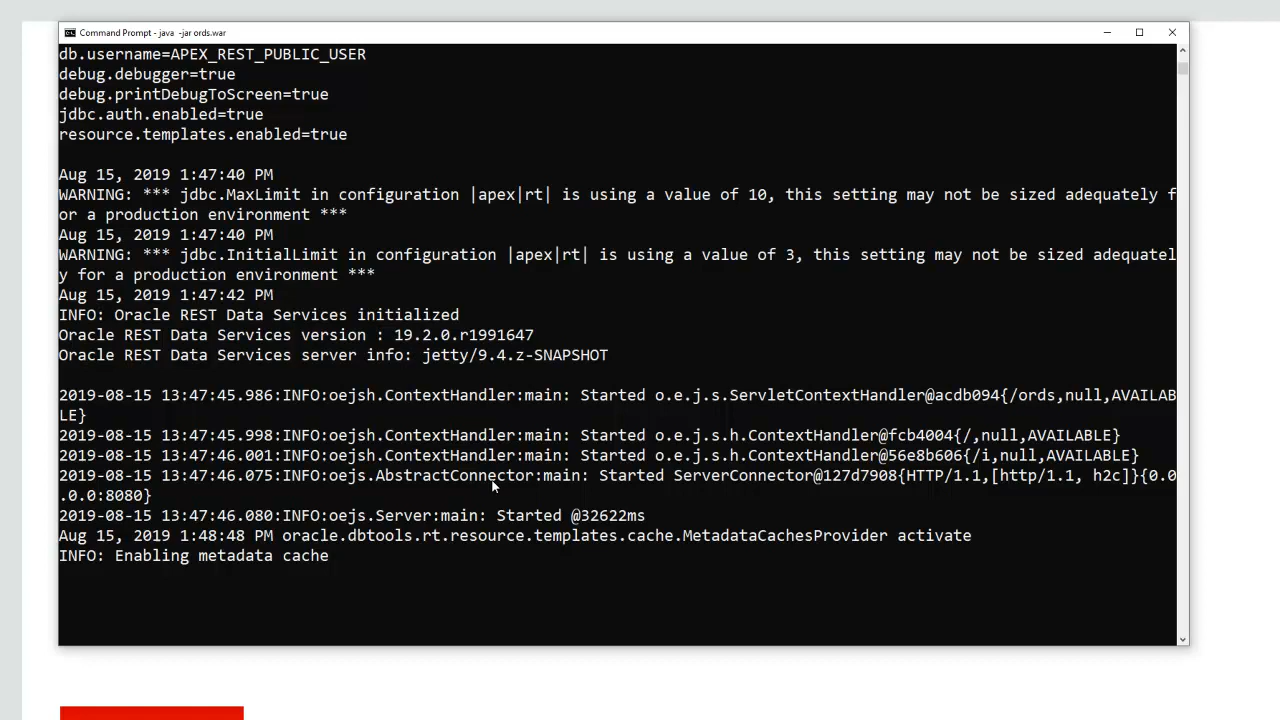 Command Prompt - java -jar ords.war
db.username=APEX_REST_PUBLIC_USER
debug.debugger=true
debug.printDebugToScreen=true
jdbc.auth.enabled=true
resource.templates.enabled=true
Aug 15, 2019 1:47:40 PM
WARNING: *** jdbc.MaxLimit in configuration |apex|rt| is using a value of 10, this setting may not be sized adequately f
or a production environment ***
Aug 15, 2019 1:47:40 PM
WARNING: *** jdbc.InitialLimit in configuration |apex|rt| is using a value of 3, this setting may not be sized adequatel
y for a production environment ***
Aug 15, 2019 1:47:42 PM
INFO: Oracle REST Data Services initialized
Oracle REST Data Services version : 19.2.0.r1991647
Oracle REST Data Services server info: jetty/9.4.z-SNAPSHOT
2019-08-15 13:47:45.986:INFO:oejsh.ContextHandler:main: Started o.e.j.s.ServletContextHandler@acdb094{/ords,null,AVAILAB
LE}
2019-08-15 13:47:45.998:INFO:oejsh.ContextHandler:main: Started o.e.j.s.h.ContextHandler@fcb4004{/,null,AVAILABLE}
2019-08-15 13:47:46.001:INFO:oejsh.ContextHandler:main: Started o.e.j.s.h.ContextHandler@56e8b606{/i,null,AVAILABLE}
2019-08-15 13:47:46.075:INFO:oejs.AbstractConnector:main: Started ServerConnector@127d7908{HTTP/1.1,[http/1.1, h2c]}{0.0
.0.0:8080}
2019-08-15 13:47:46.080:INFO:oejs.Server:main: Started @32622ms
Aug 15, 2019 1:48:48 PM oracle.dbtools.rt.resource.templates.cache.MetadataCachesProvider activate
INFO: Enabling metadata cache